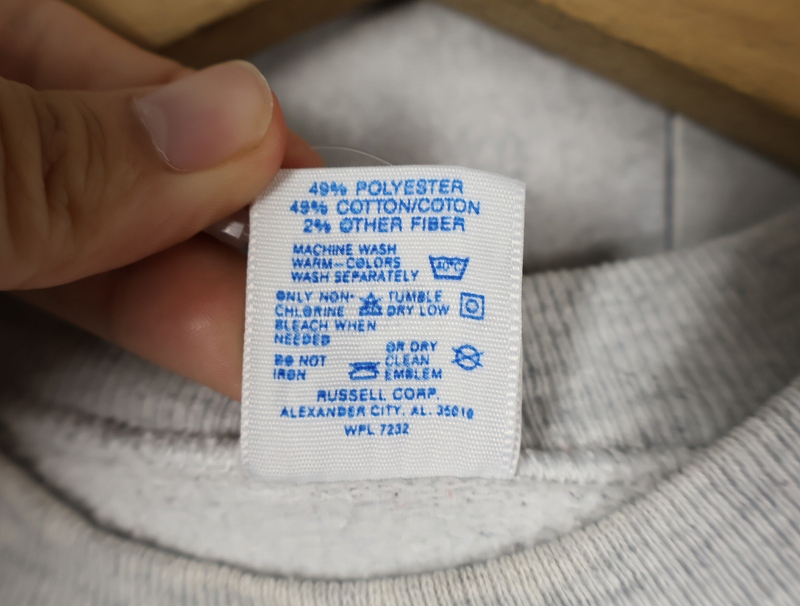 49% POLYESTER
49% COTTON/COTON
2% OTHER FIBER
MACHINE WASH
WARM-COLORS
WASH SEPARATELY
40°C
ONLY NON-
CHLORINE
BLEACH WHEN
NEEDED
TUMBLE
DRY LOW
DO NOT
IRON
OR DRY
CLEAN
EMBLEM
RUSSELL CORP.
ALEXANDER CITY, AL. 35010
WPL 7232